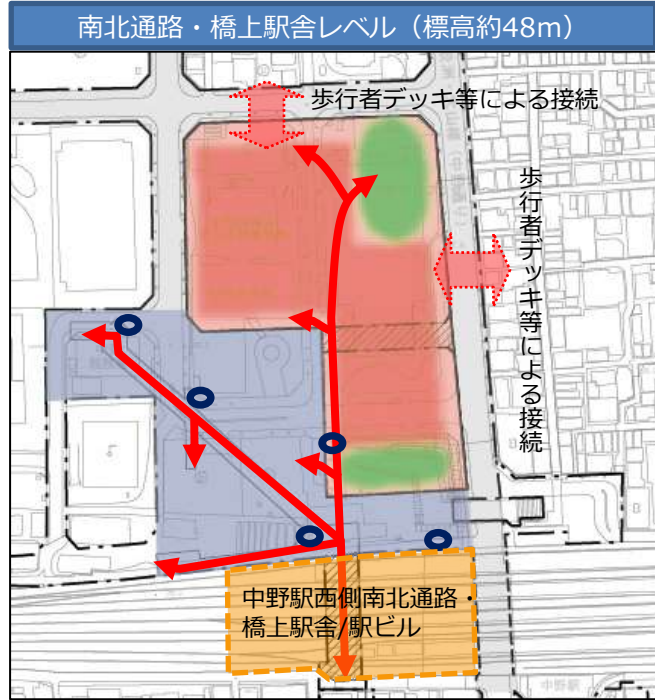 南北通路・橋上駅舎レベル（標高約48ｍ）
歩行者デッキ等による接続
歩行者デッキ等による接続
中野駅西側南北通路・
橋上駅舎/駅ビル
中野駅